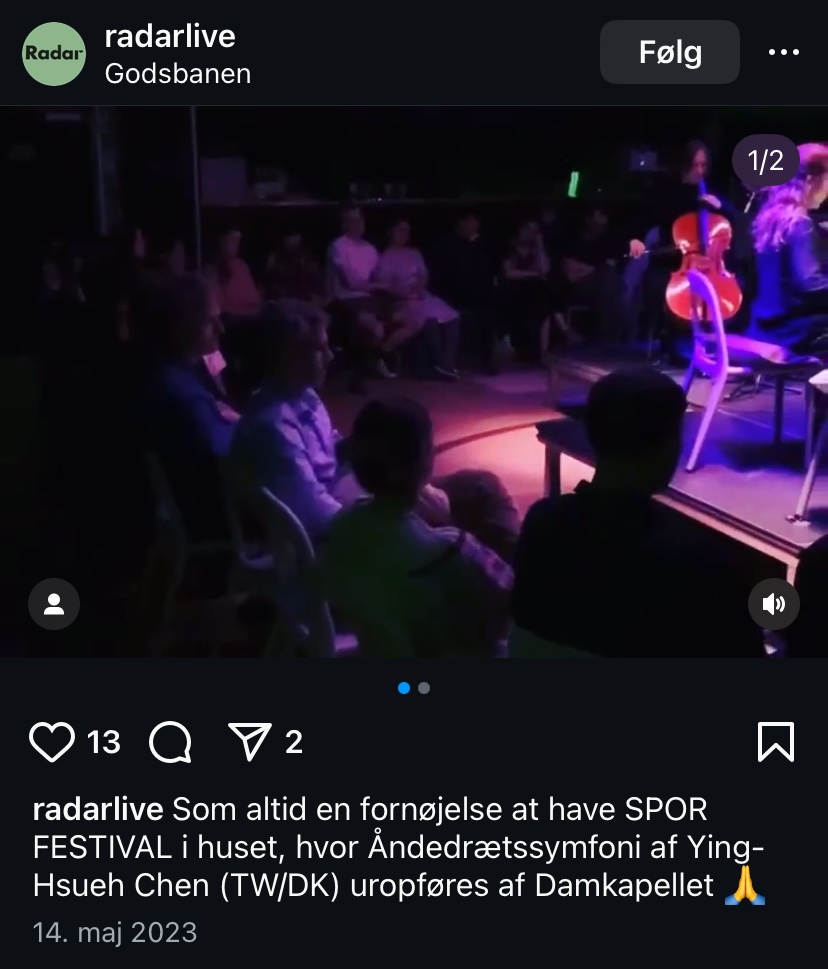 Radar
radarlive
Godsbanen
Følg
1/2
13
2
radarlive Som altid en fornøjelse at have SPOR
FESTIVAL i huset, hvor Åndedrætssymfoni af Ying-
Hsueh Chen (TW/DK) uropføres af Damkapellet 🙏
14. maj 2023